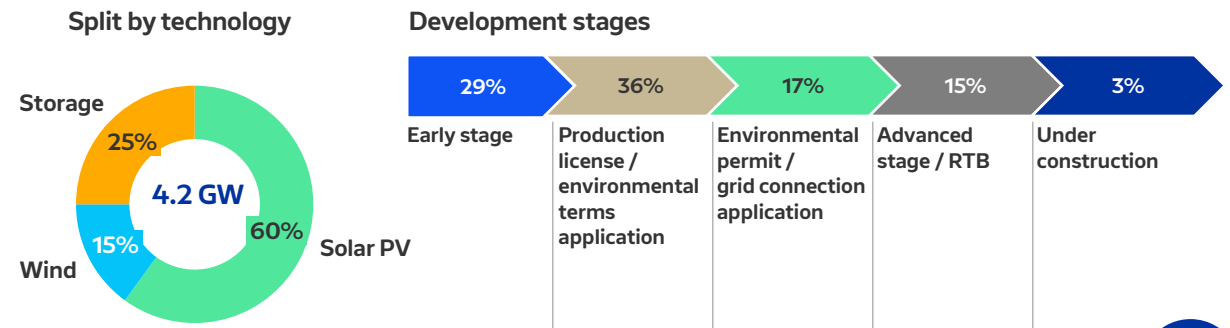 Split by technology
Storage
25%
4.2 GW
15%
60%
Solar PV
Wind
Development stages
29%
36%
17%
15%
3%
Early stage
Production
license /
environmental
terms
application
Environmental
permit /
grid connection
application
Advanced
stage / RTB
Under
construction